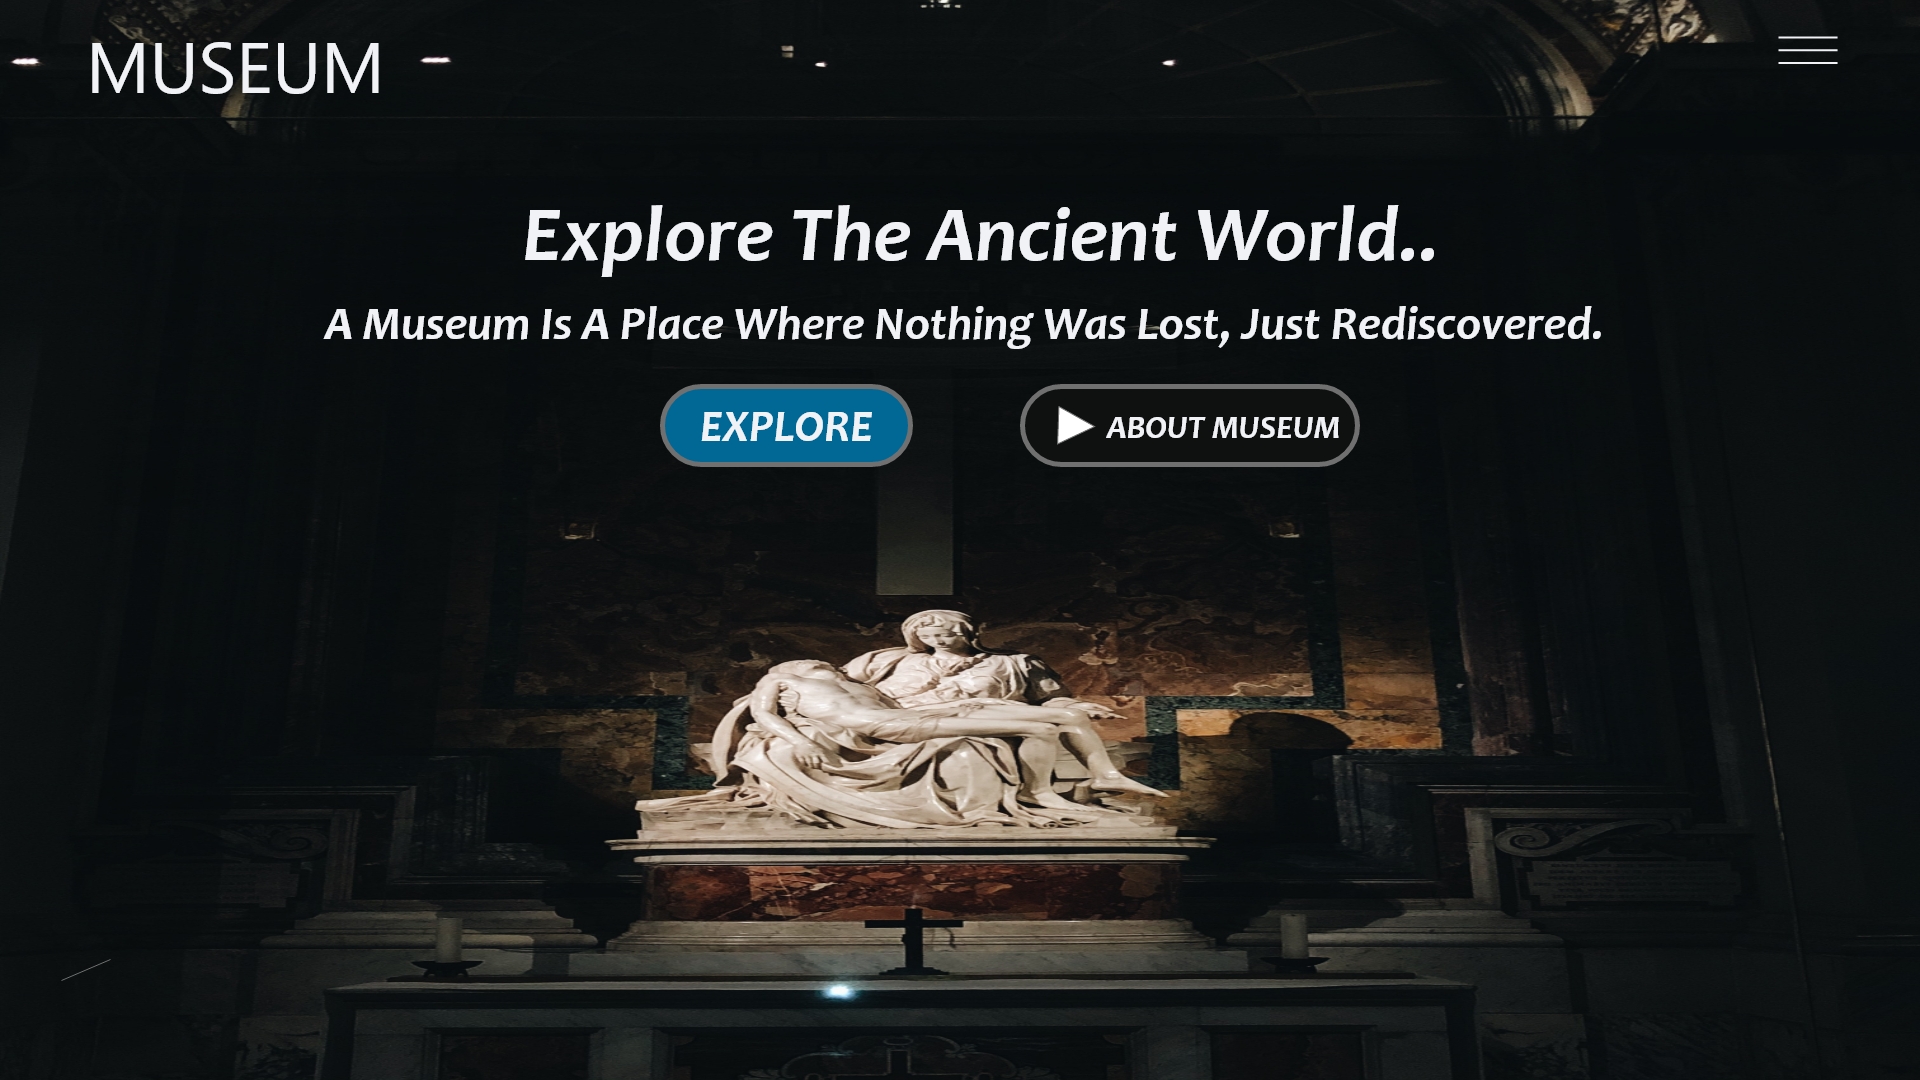 MUSEUM
Explore The Ancient World..
A Museum Is A Place Where Nothing Was Lost, Just Rediscovered.
EXPLORE
ABOUT MUSEUM